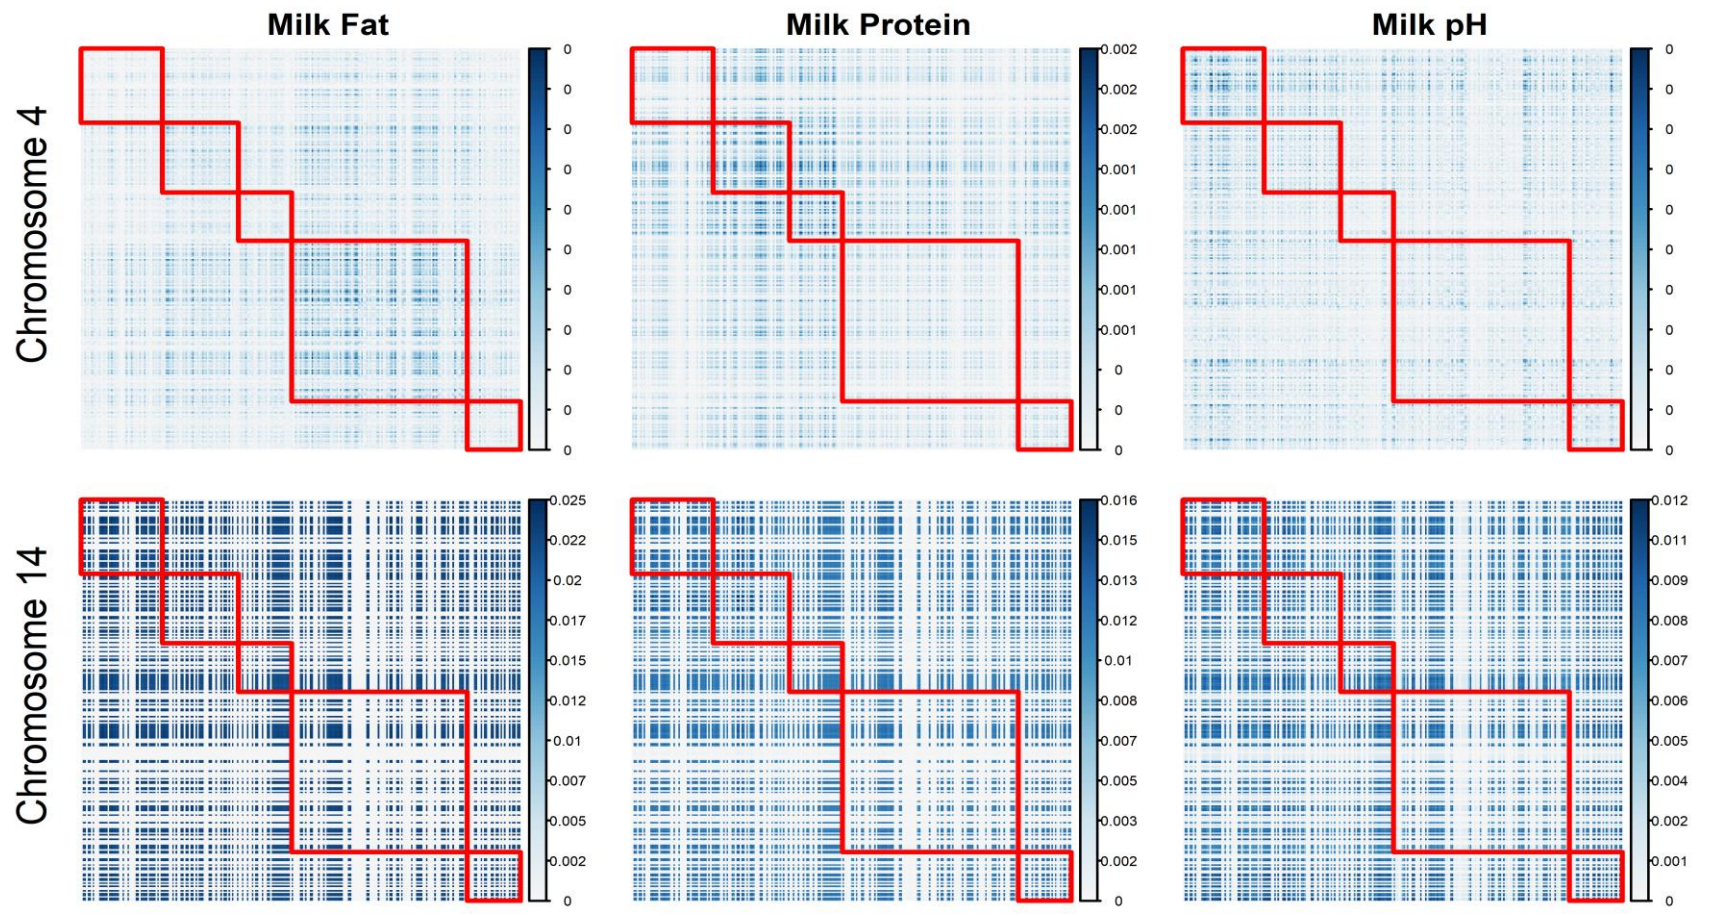 Milk Fat Milk Protein Milk pH
Chromosome 4
0 0.002 0
0 0.002 0
0 0.002 0
0 0.001 0
0 0.001 0
0 0.001 0
0 0.001 0
0 0.001 0
0 0 0
0 0 0
0 0 0
Chromosome 14
0.025 0.016 0.012
0.022 0.015 0.011
0.02 0.013 0.009
0.017 0.012 0.008
0.015 0.01 0.007
0.012 0.008 0.006
0.01 0.007 0.005
0.007 0.005 0.004
0.005 0.003 0.002
0.002 0.002 0.001
0 0 0